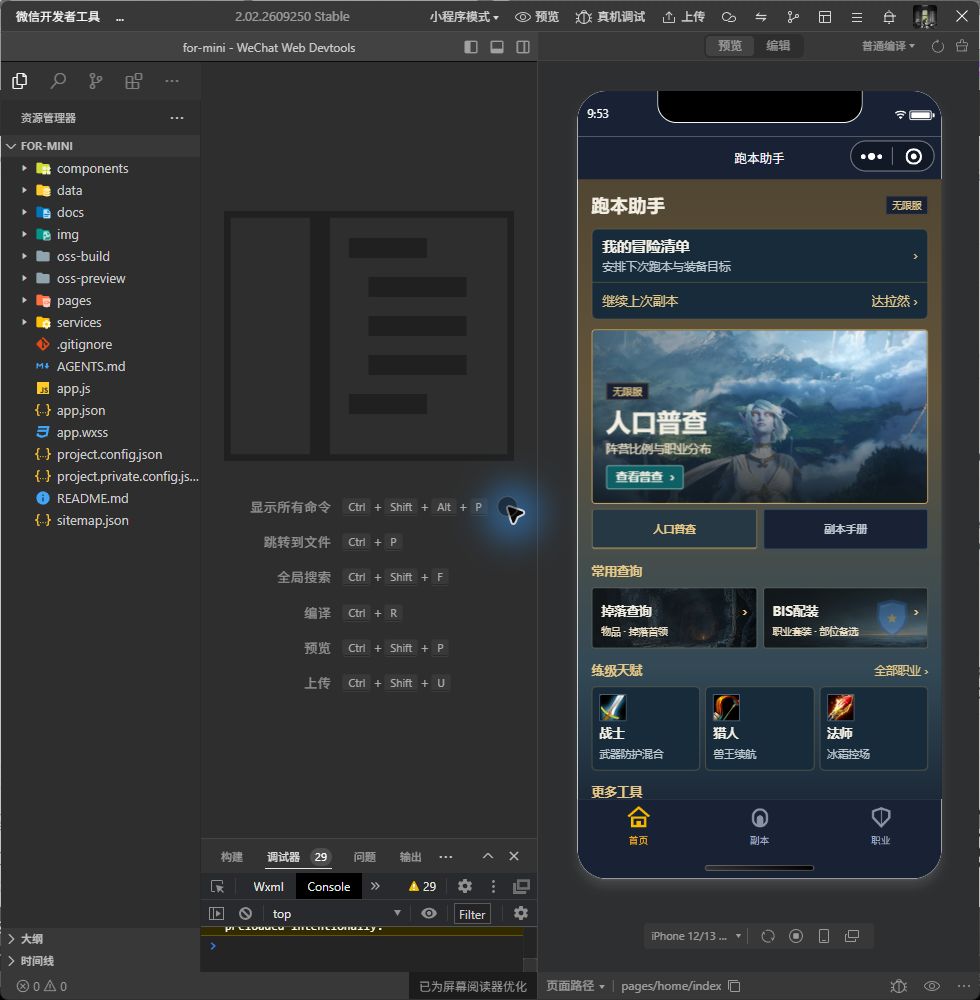 微信开发者工具 ... 2.02.2609250 Stable 小程序模式 预览 真机调试 上传
for-mini - WeChat Web Devtools
预览 编辑 普通编译
资源管理器
FOR-MINI
components
data
docs
img
oss-build
oss-preview
pages
services
.gitignore
AGENTS.md
app.js
app.json
app.wxss
project.config.json
project.private.config.js...
README.md
sitemap.json
大纲
时间线
0 0
显示所有命令 Ctrl + Shift + Alt + P
跳转到文件 Ctrl + P
全局搜索 Ctrl + Shift + F
编译 Ctrl + R
预览 Ctrl + Shift + P
上传 Ctrl + Shift + U
构建 调试器 29 问题 输出
Wxml Console 29
top Filter
preloaded intentionally.
已为屏幕阅读器优化
9:53
跑本助手
跑本助手 无限服
我的冒险清单
安排下次跑本与装备目标
继续上次副本 达拉然
无限服
人口普查
阵营比例与职业分布
查看普查
人口普查 副本手册
常用查询
掉落查询 BIS配装
物品 · 掉落首领 职业套装 · 部位备选
练级天赋 全部职业
战士 猎人 法师
武器防护混合 兽王续航 冰霜控场
更多工具
首页 副本 职业
iPhone 12/13 ...
页面路径 pages/home/index